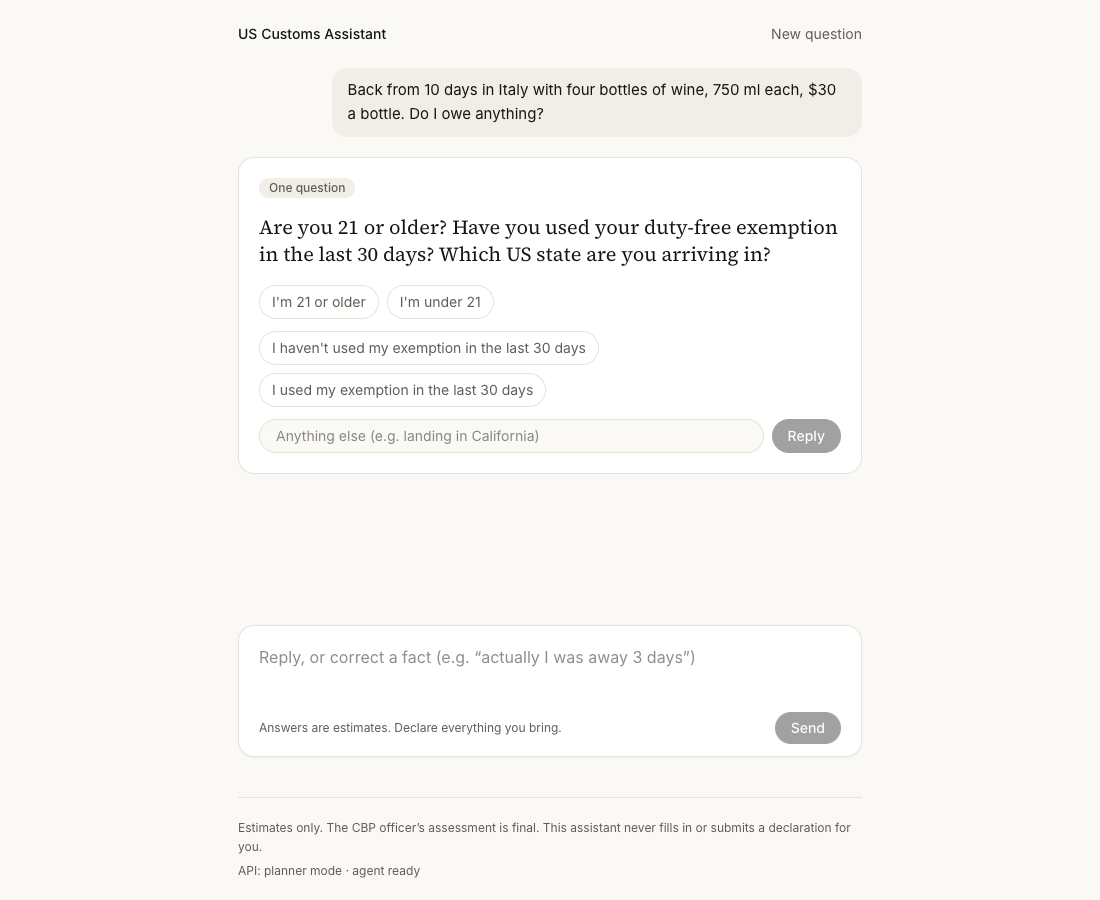 US Customs Assistant
New question
Back from 10 days in Italy with four bottles of wine, 750 ml each, $30
a bottle. Do I owe anything?
One question
Are you 21 or older? Have you used your duty-free exemption
in the last 30 days? Which US state are you arriving in?
I'm 21 or older
I'm under 21
I haven't used my exemption in the last 30 days
I used my exemption in the last 30 days
Anything else (e.g. landing in California)
Reply
Reply, or correct a fact (e.g. “actually I was away 3 days”)
Answers are estimates. Declare everything you bring.
Send
Estimates only. The CBP officer’s assessment is final. This assistant never fills in or submits a declaration for
you.
API: planner mode · agent ready